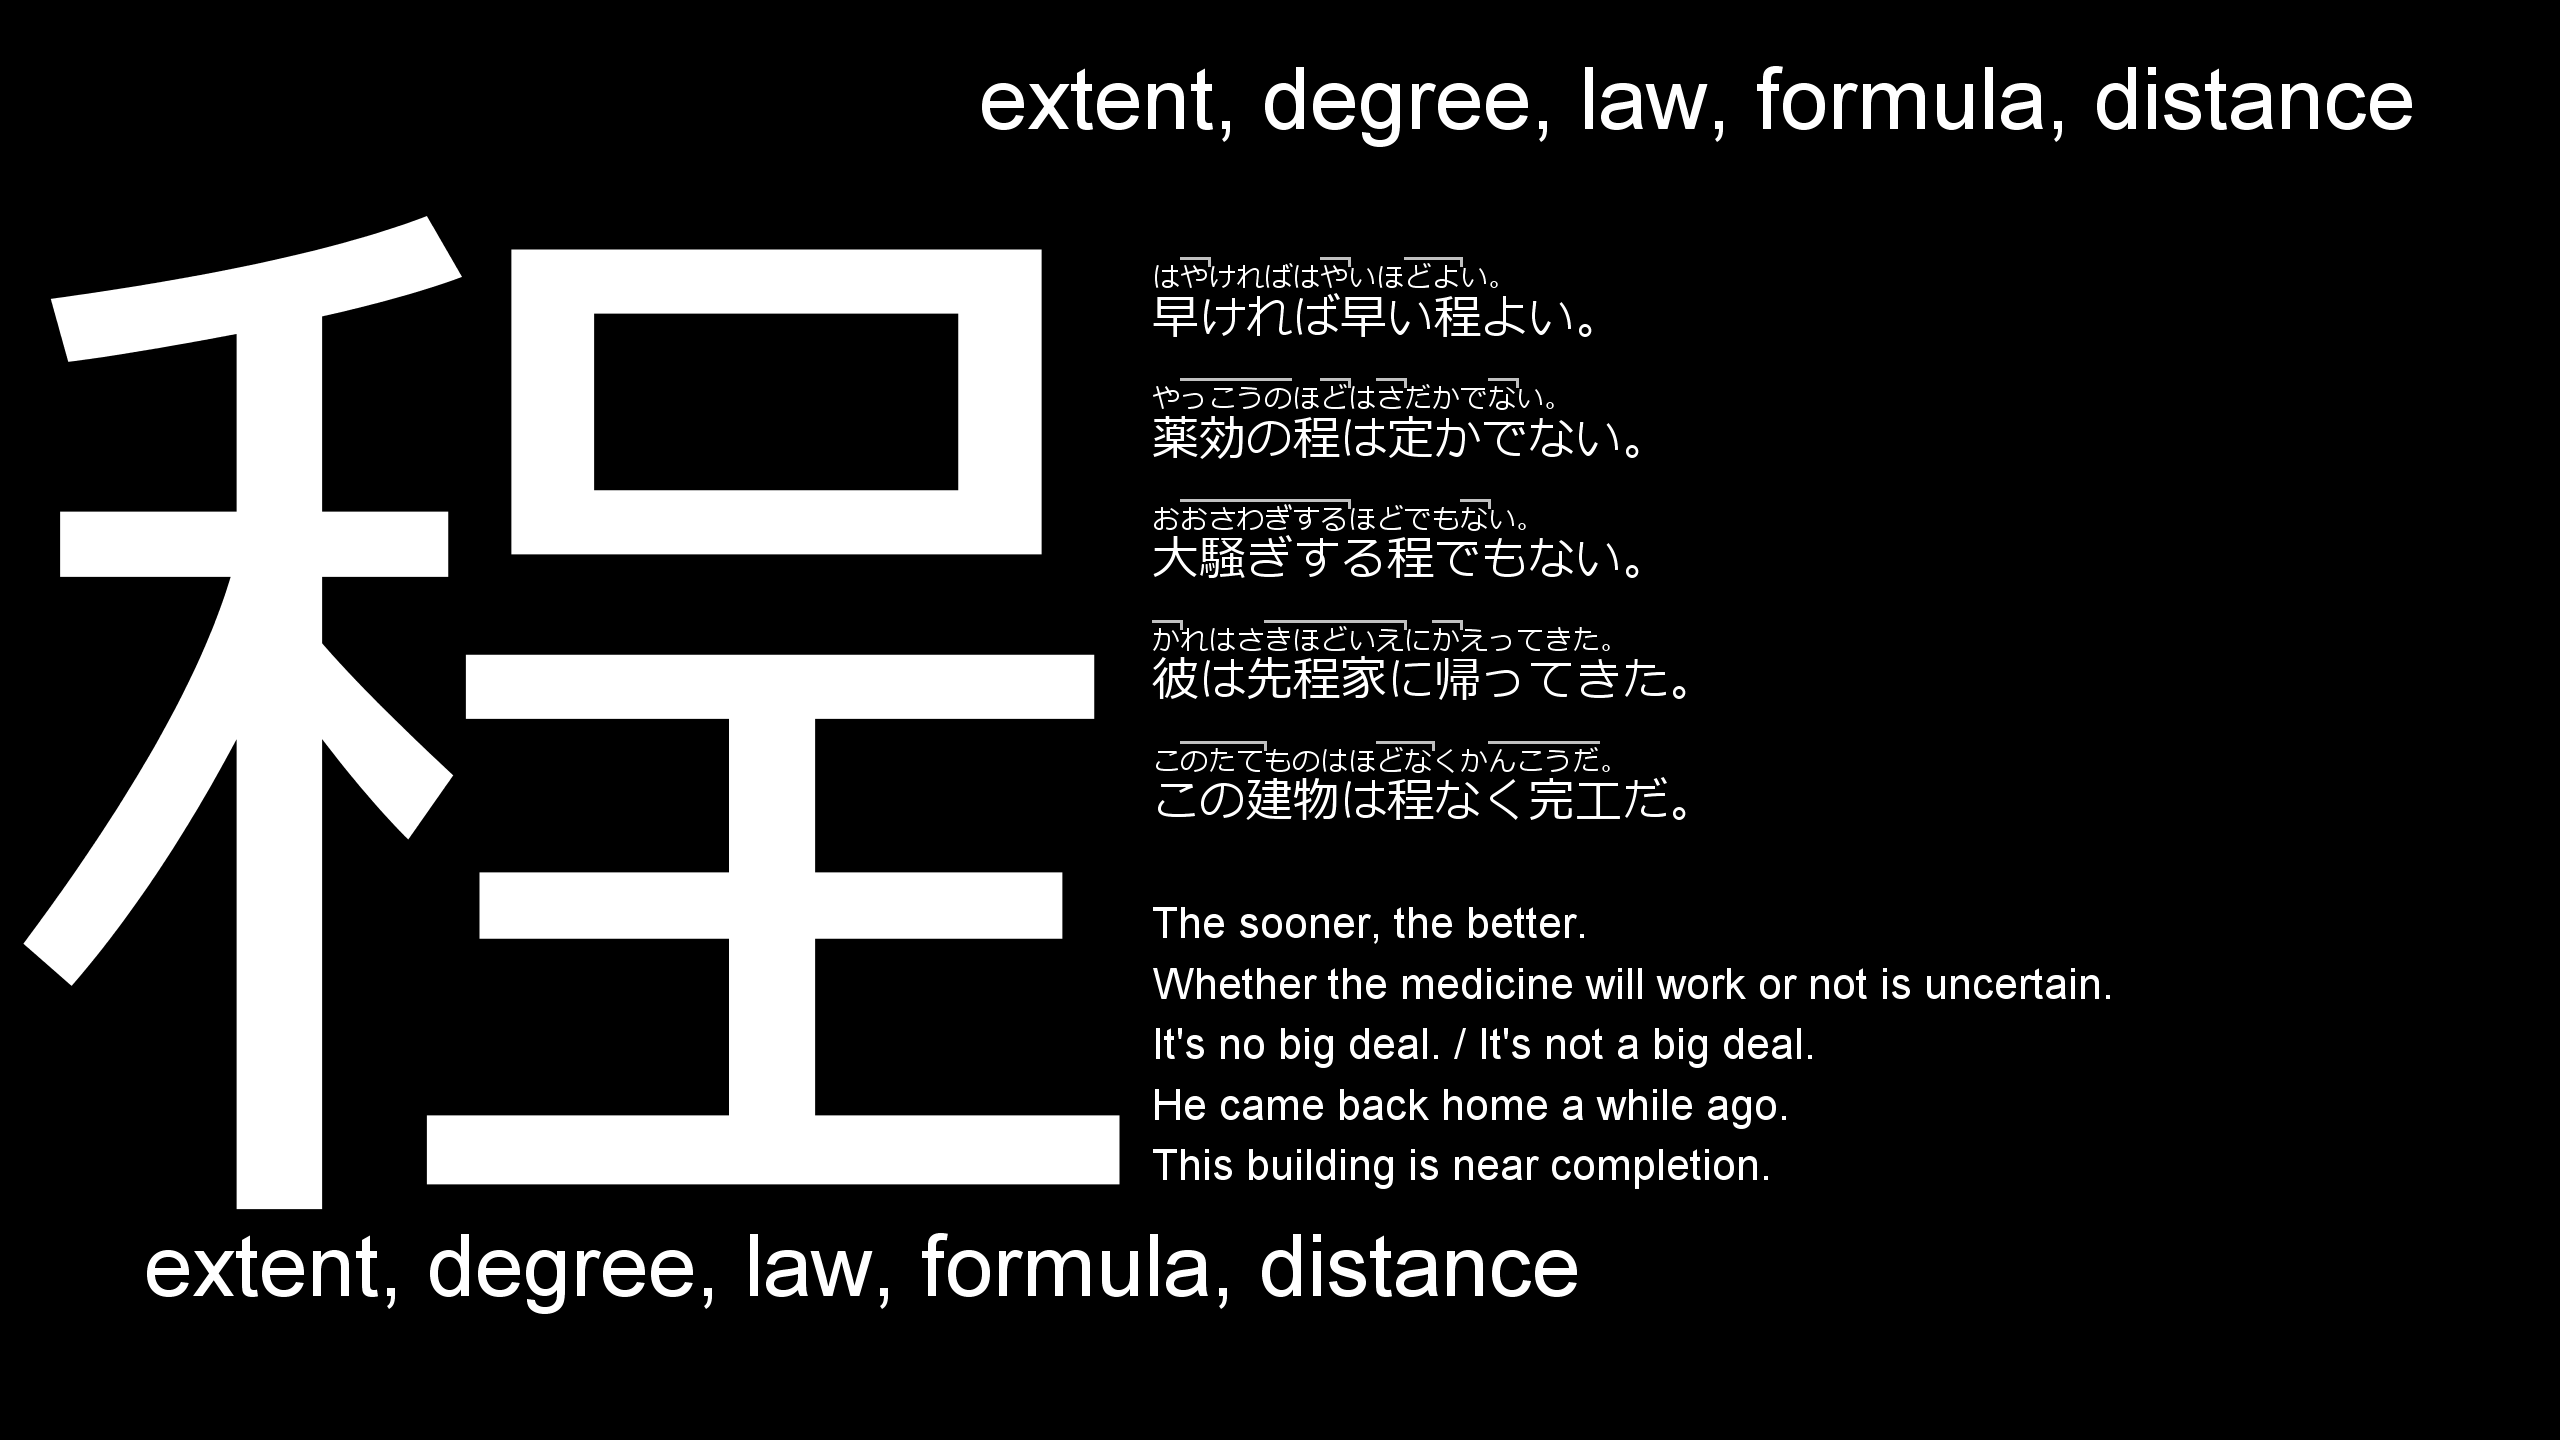 extent, degree, law, formula, distance
程
はやければはやいほどよい。
早ければ早い程よい。
やっこうのほどはさだかでない。
薬効の程は定かでない。
おおさわぎするほどでもない。
大騒ぎする程でもない。
かれはさきほどいえにかえってきた。
彼は先程家に帰ってきた。
このたてものはほどなくかんこうだ。
この建物は程なく完工だ。
The sooner, the better.
Whether the medicine will work or not is uncertain.
It's no big deal. / It's not a big deal.
He came back home a while ago.
This building is near completion.
extent, degree, law, formula, distance